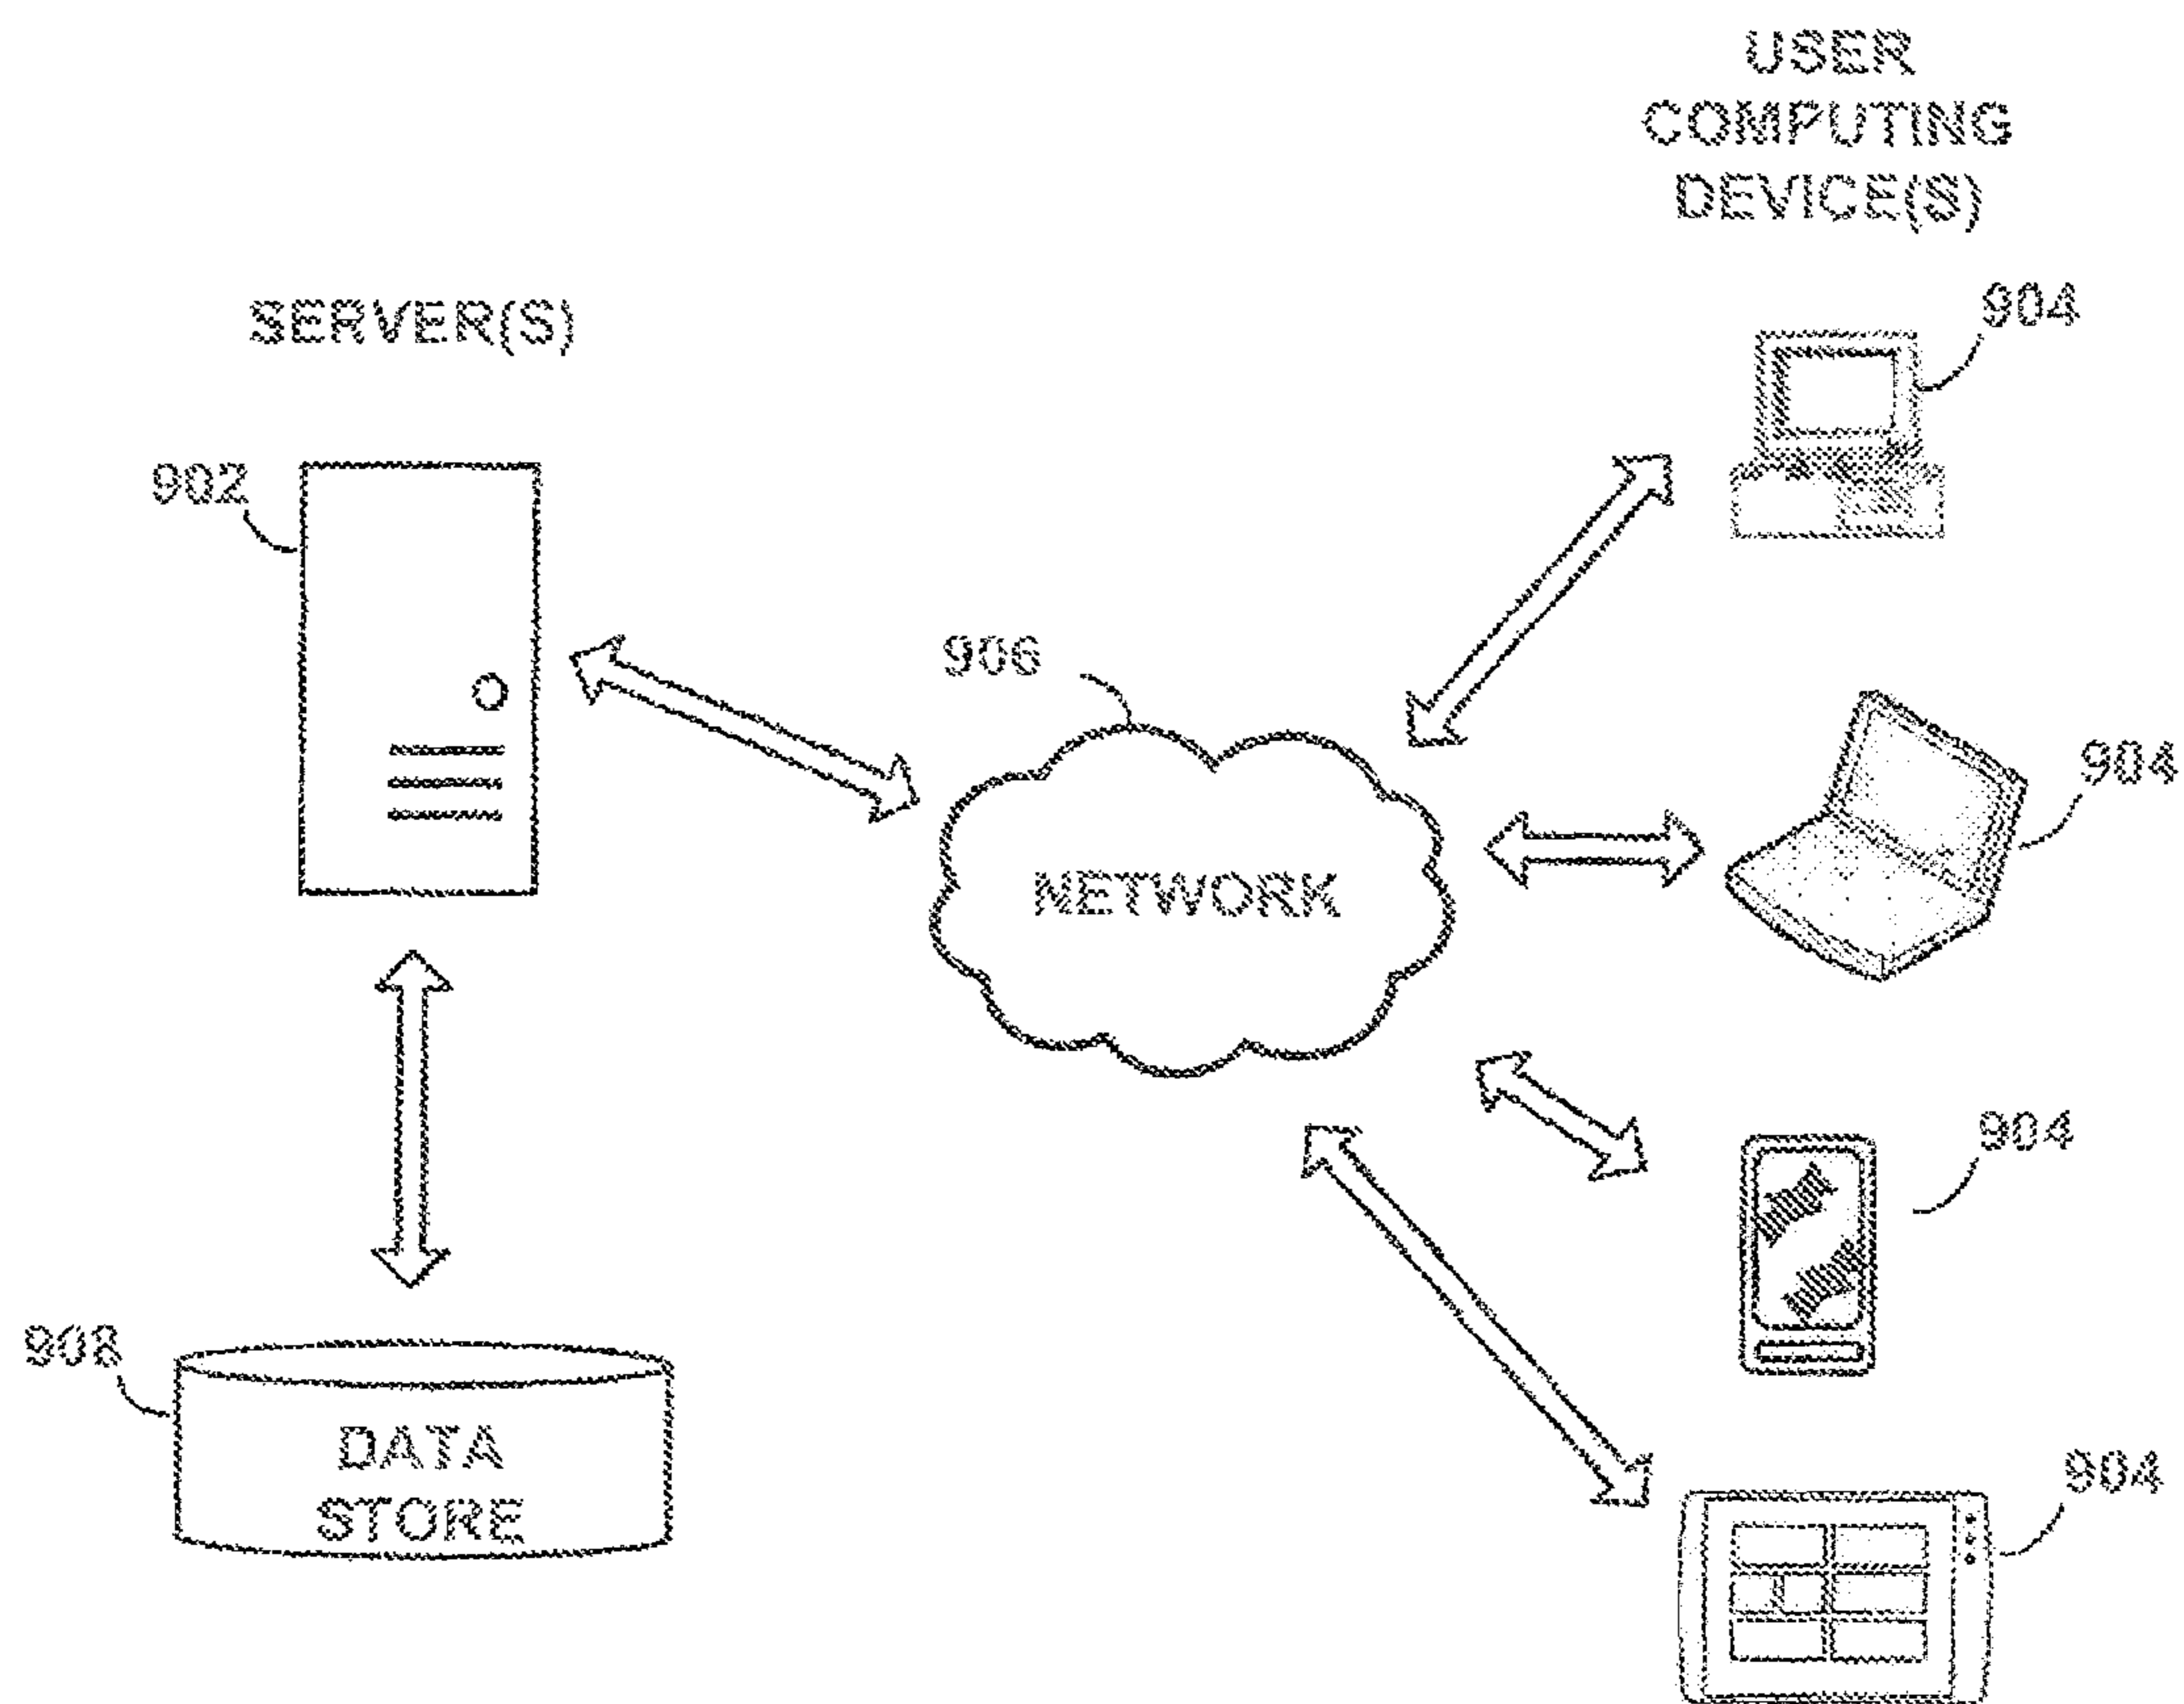 USER
COMPUTING
DEVICE(S)
904
SERVER(S)
902
906
904
NETWORK
904
908
DATA
STORE
904